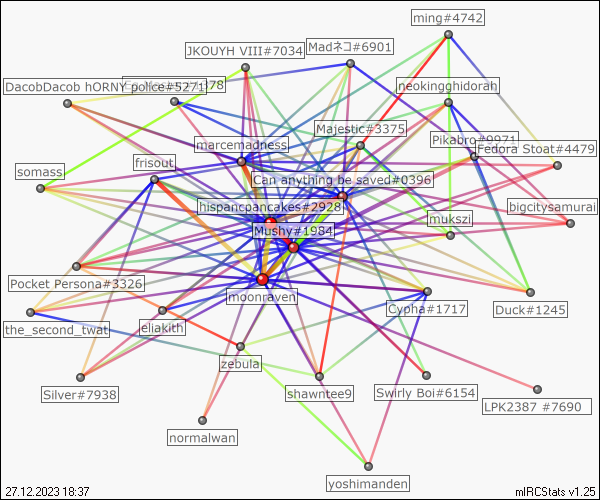 ming#4742
JKOUYH VIII#7034
Madネコ#6901
DacobDacob hORNY police#5271
neokingghidorah
Majestic#3375
marcemadness
Pikabro#9971
Fedora Stoat#4479
frisout
somass
Can anything be saved#0396
hispancpancakes#2928
bigcitysamurai
mukszi
Mushy#1984
Pocket Persona#3326
moonraven
Cypha#1717
Duck#1245
the_second_twat
eliakith
zebula
Silver#7938
shawntee9
Swirly Boi#6154
LPK2387 #7690
normalwan
yoshimanden
27.12.2023 18:37
mIRCStats v1.25